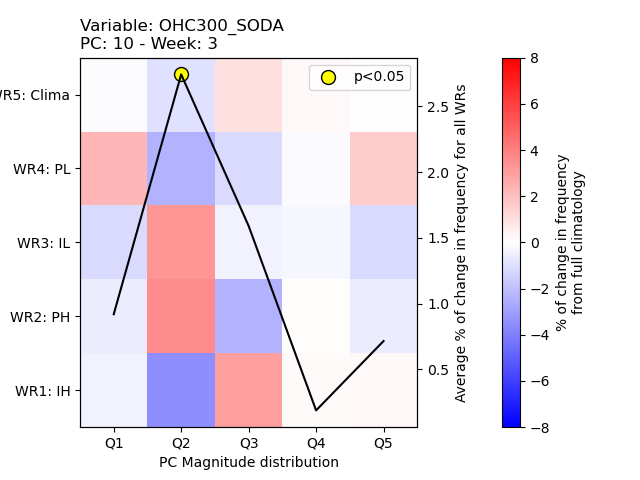 Variable: OHC300_SODA
PC: 10 - Week: 3
p<0.05
WR5: Clima
WR4: PL
WR3: IL
WR2: PH
WR1: IH
Q1 Q2 Q3 Q4 Q5
PC Magnitude distribution
2.5
2.0
1.5
1.0
0.5
Average % of change in frequency for all WRs
8
6
4
2
0
−2
−4
−6
−8
% of change in frequency
from full climatology